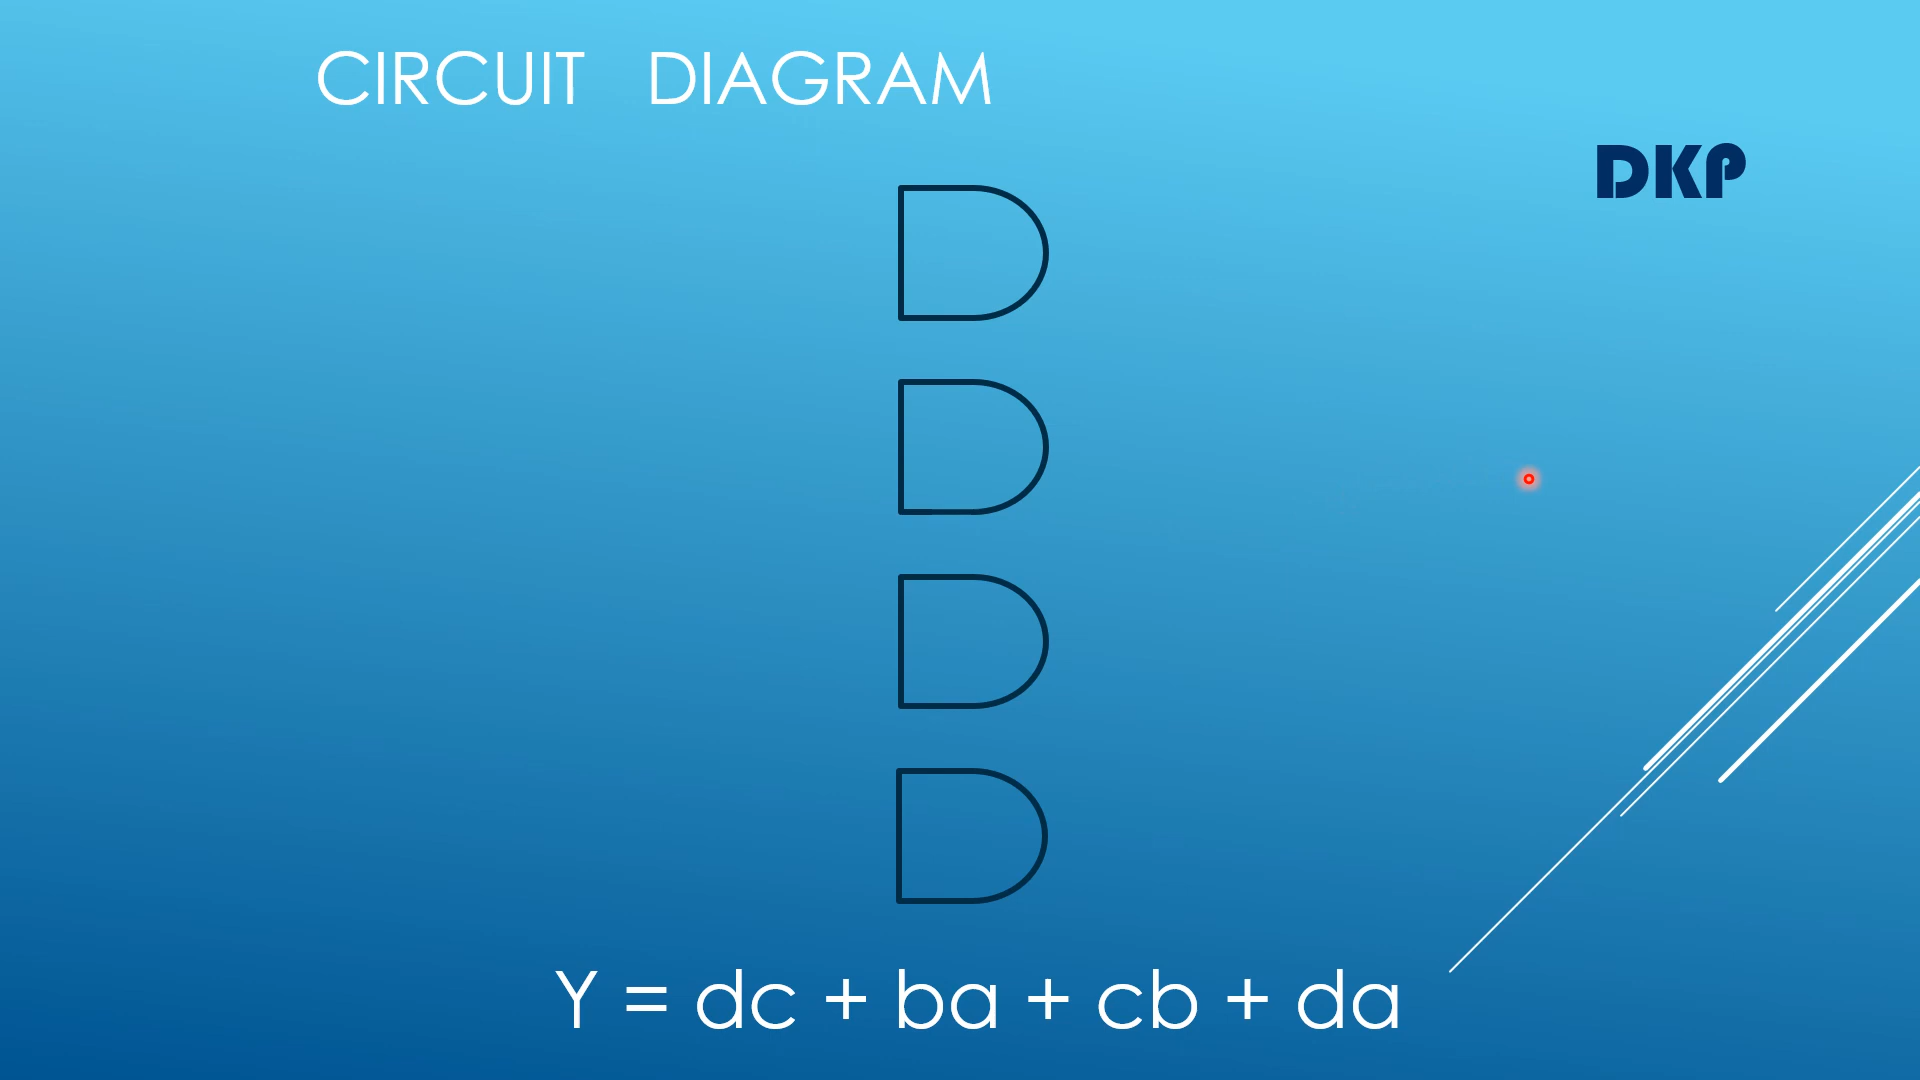 CIRCUIT DIAGRAM
DKP
Y = dc + ba + cb + da